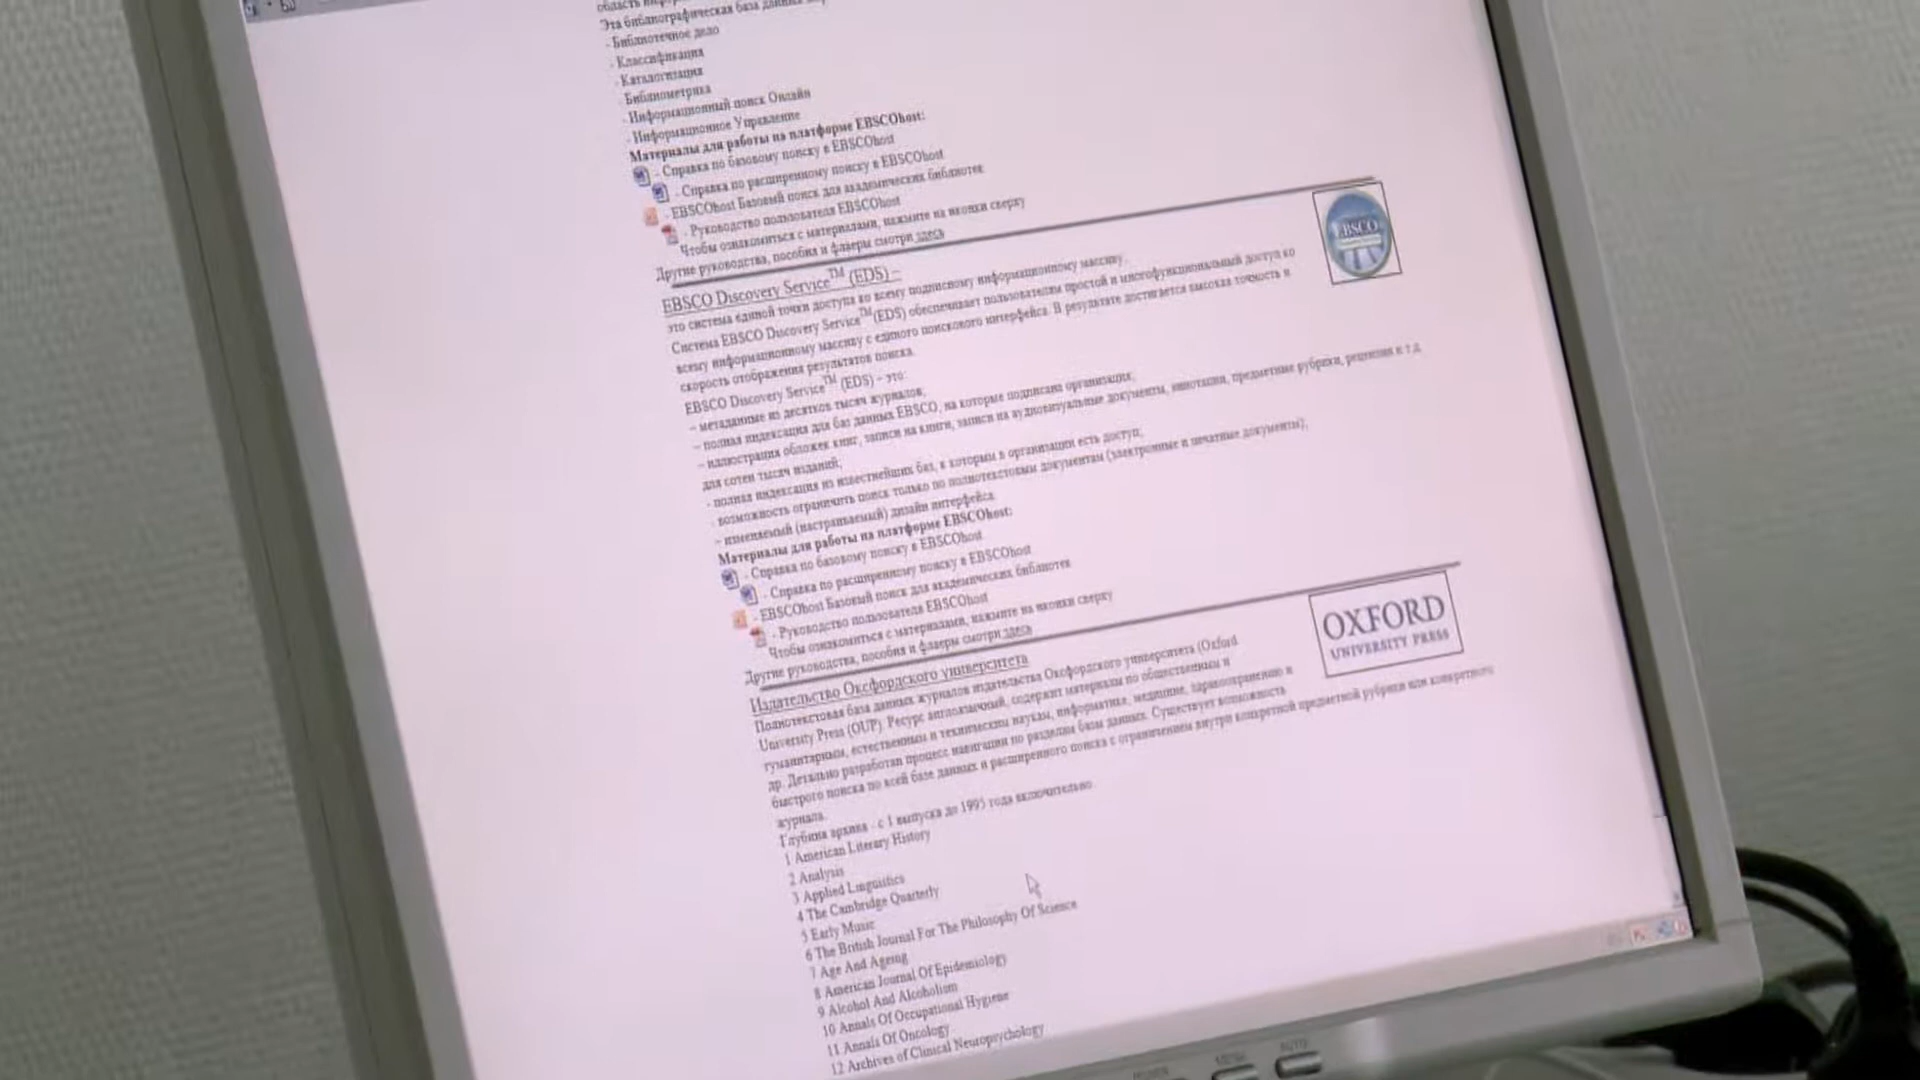 Эта библиографическая база данных
- Библиотечное дело
- Классификация
- Каталогизация
- Библиометрика
- Информационный поиск Онлайн
- Информационное Управление
Материалы для работы на платформе EBSCOhost:
- Справка по базовому поиску в EBSCOhost
- Справка по расширенному поиску в EBSCOhost
- EBSCOhost Базовый поиск для академических библиотек
- Руководство пользователя EBSCOhost
Чтобы ознакомиться с материалами, нажмите на иконки сверху
Другие руководства, пособия и флаеры смотри здесь
EBSCO
EBSCO Discovery Service™ (EDS) –
это система единой точки доступа ко всему подписному информационному массиву.
Система EBSCO Discovery Service™ (EDS) обеспечивает пользователям простой и многофункциональный доступ ко
всему информационному массиву с единого поискового интерфейса. В результате достигается высокая точность и
скорость отображения результатов поиска.
EBSCO Discovery Service™ (EDS) – это:
– метаданные из десятков тысяч журналов;
– полная индексация для баз данных EBSCO, на которые подписана организация;
– иллюстрация обложек книг, записи на книги, записи на аудиовизуальные документы, аннотации, предметные рубрики, рецензии и т.д.
для сотен тысяч изданий;
- полная индексация из известнейших баз, к которым в организации есть доступ;
- возможность ограничить поиск только по полнотекстовым документам (электронные и печатные документы);
– изменяемый (настраиваемый) дизайн интерфейса.
Материалы для работы на платформе EBSCOhost:
- Справка по базовому поиску в EBSCOhost
- Справка по расширенному поиску в EBSCOhost
- EBSCOhost Базовый поиск для академических библиотек
- Руководство пользователя EBSCOhost
Чтобы ознакомиться с материалами, нажмите на иконки сверху
Другие руководства, пособия и флаеры смотри здесь
OXFORD
UNIVERSITY PRESS
Издательство Оксфордского университета
Полнотекстовая база данных журналов издательства Оксфордского университета (Oxford
University Press (OUP). Ресурс англоязычный, содержит материалы по общественным и
гуманитарным, естественным и техническим наукам, информатике, медицине, здравоохранению и
др. Детально разработан процесс навигации по разделам базы данных. Существует возможность
быстрого поиска по всей базе данных и расширенного поиска с ограничением внутри конкретной предметной рубрики или конкретного
журнала.
Глубина архива - с 1 выпуска до 1995 года включительно.
1 American Literary History
2 Analysis
3 Applied Linguistics
4 The Cambridge Quarterly
5 Early Music
6 The British Journal For The Philosophy Of Science
7 Age And Ageing
8 American Journal Of Epidemiology
9 Alcohol And Alcoholism
10 Annals Of Occupational Hygiene
11 Annals Of Oncology
12 Archives of Clinical Neuropsychology
MENU
AUTO